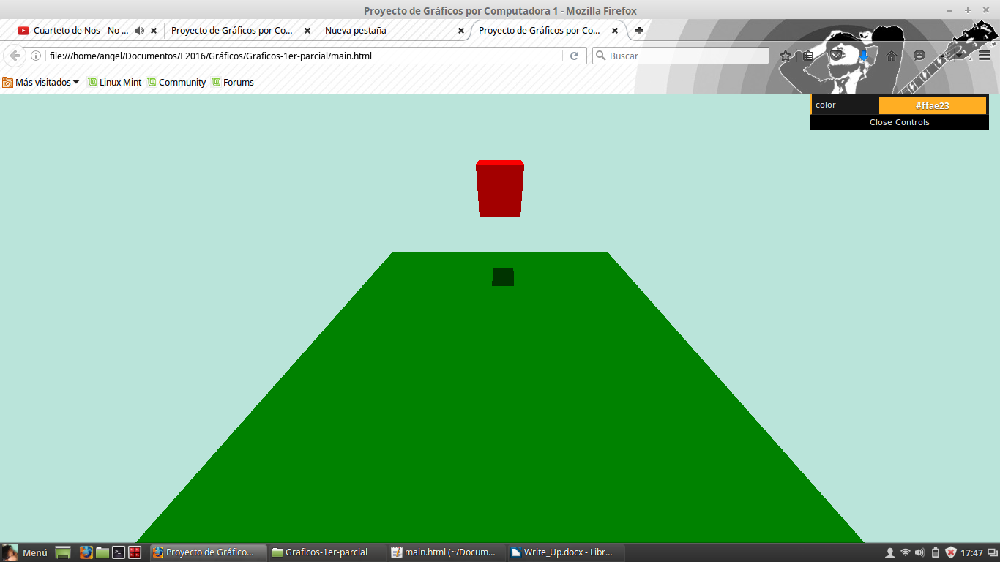 Proyecto de Gráficos por Computadora 1 - Mozilla Firefox
Cuarteto de Nos - No ... Proyecto de Gráficos por Co... Nueva pestaña Proyecto de Gráficos por Co...
file:///home/angel/Documentos/I 2016/Gráficos/Graficos-1er-parcial/main.html Buscar
Más visitados Linux Mint Community Forums
color #ffae23
Close Controls
Menú Proyecto de Gráfico... Graficos-1er-parcial main.html (~/Docum... Write_Up.docx - Libr... 17:47